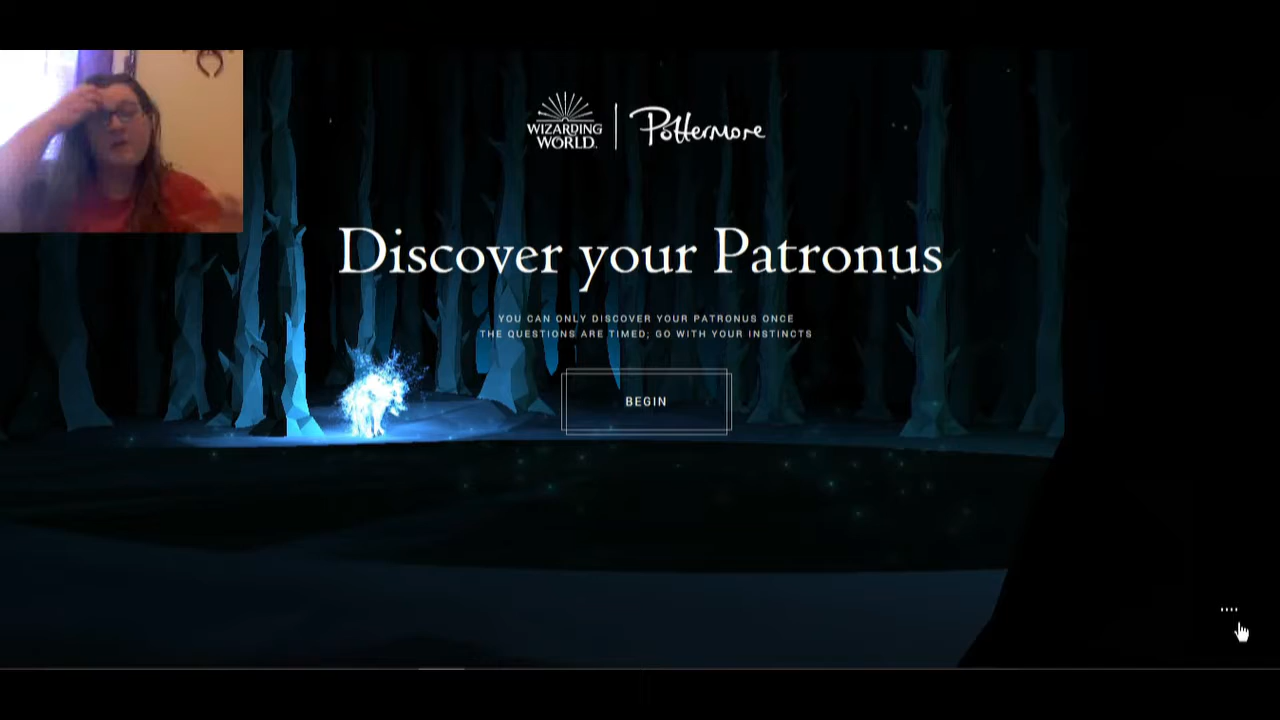 WIZARDING
WORLD.
Pottermore
Discover your Patronus
YOU CAN ONLY DISCOVER YOUR PATRONUS ONCE
THE QUESTIONS ARE TIMED; GO WITH YOUR INSTINCTS
BEGIN